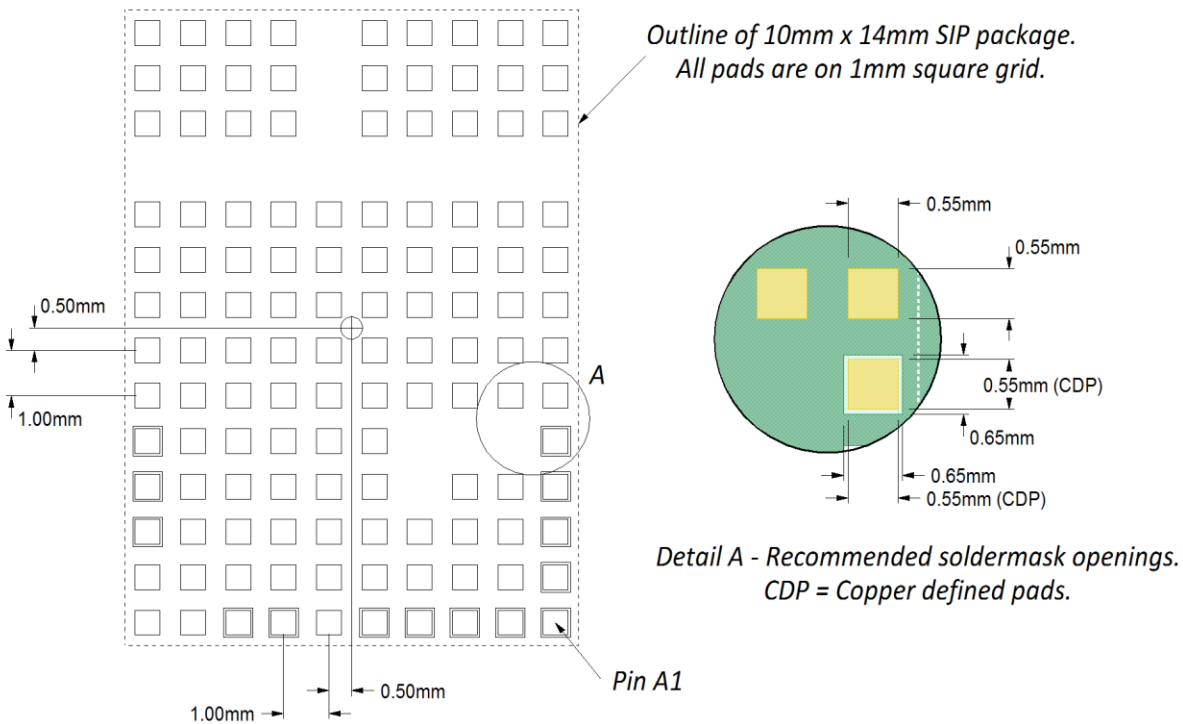 Outline of 10mm x 14mm SIP package.
All pads are on 1mm square grid.
0.55mm
0.55mm
0.50mm
A
0.55mm (CDP)
1.00mm
0.65mm
0.65mm
0.55mm (CDP)
Detail A - Recommended soldermask openings.
CDP = Copper defined pads.
Pin A1
0.50mm
1.00mm